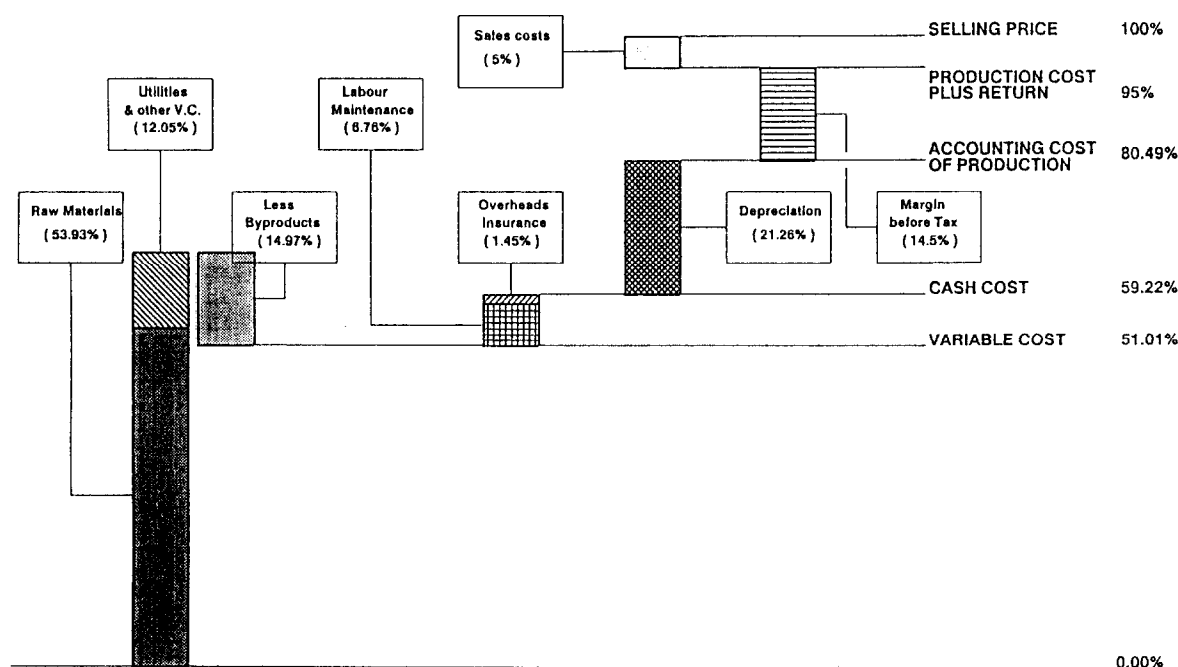 Sales costs
( 5% )
SELLING PRICE 100%
PRODUCTION COST
PLUS RETURN 95%
Utilities
& other V.C.
( 12.05% )
Labour
Maintenance
( 6.76% )
ACCOUNTING COST
OF PRODUCTION 80.49%
Raw Materials
( 53.93% )
Less
Byproducts
( 14.97% )
Overheads
Insurance
( 1.45% )
Depreciation
( 21.26% )
Margin
before Tax
( 14.5% )
CASH COST 59.22%
VARIABLE COST 51.01%
0.00%